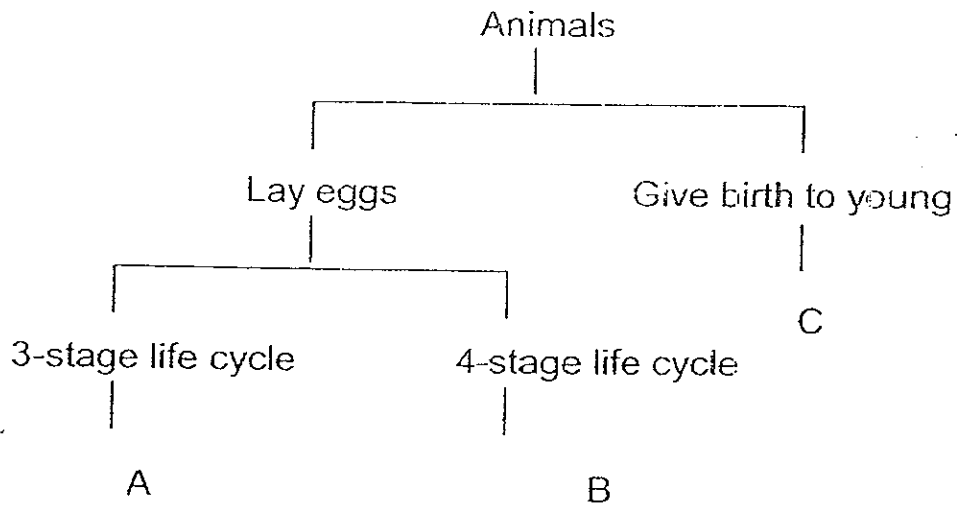 Animals
Lay eggs
Give birth to young
C
3-stage life cycle
4-stage life cycle
A
B